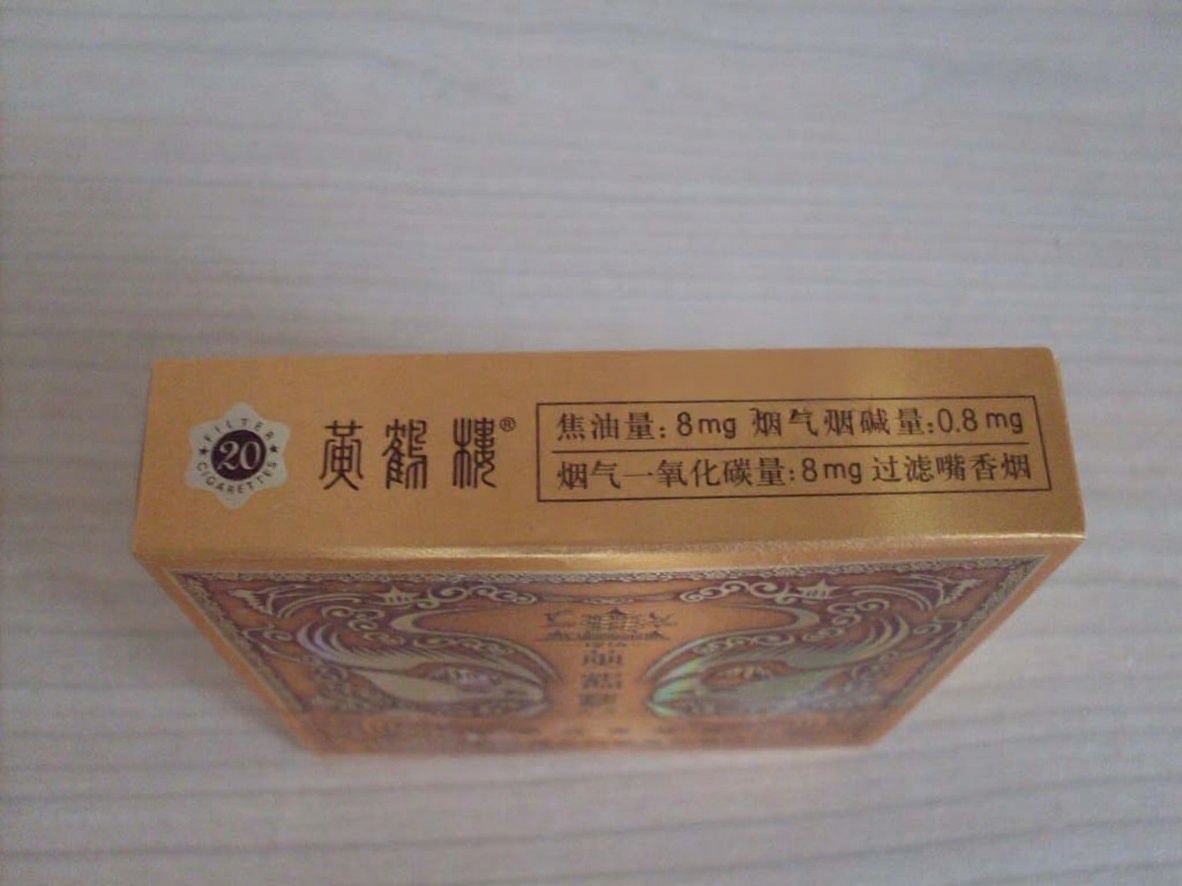 FILTER
20
CIGARETTES
黄鹤楼®
焦油量:8mg 烟气烟碱量:0.8mg
烟气一氧化碳量:8mg 过滤嘴香烟